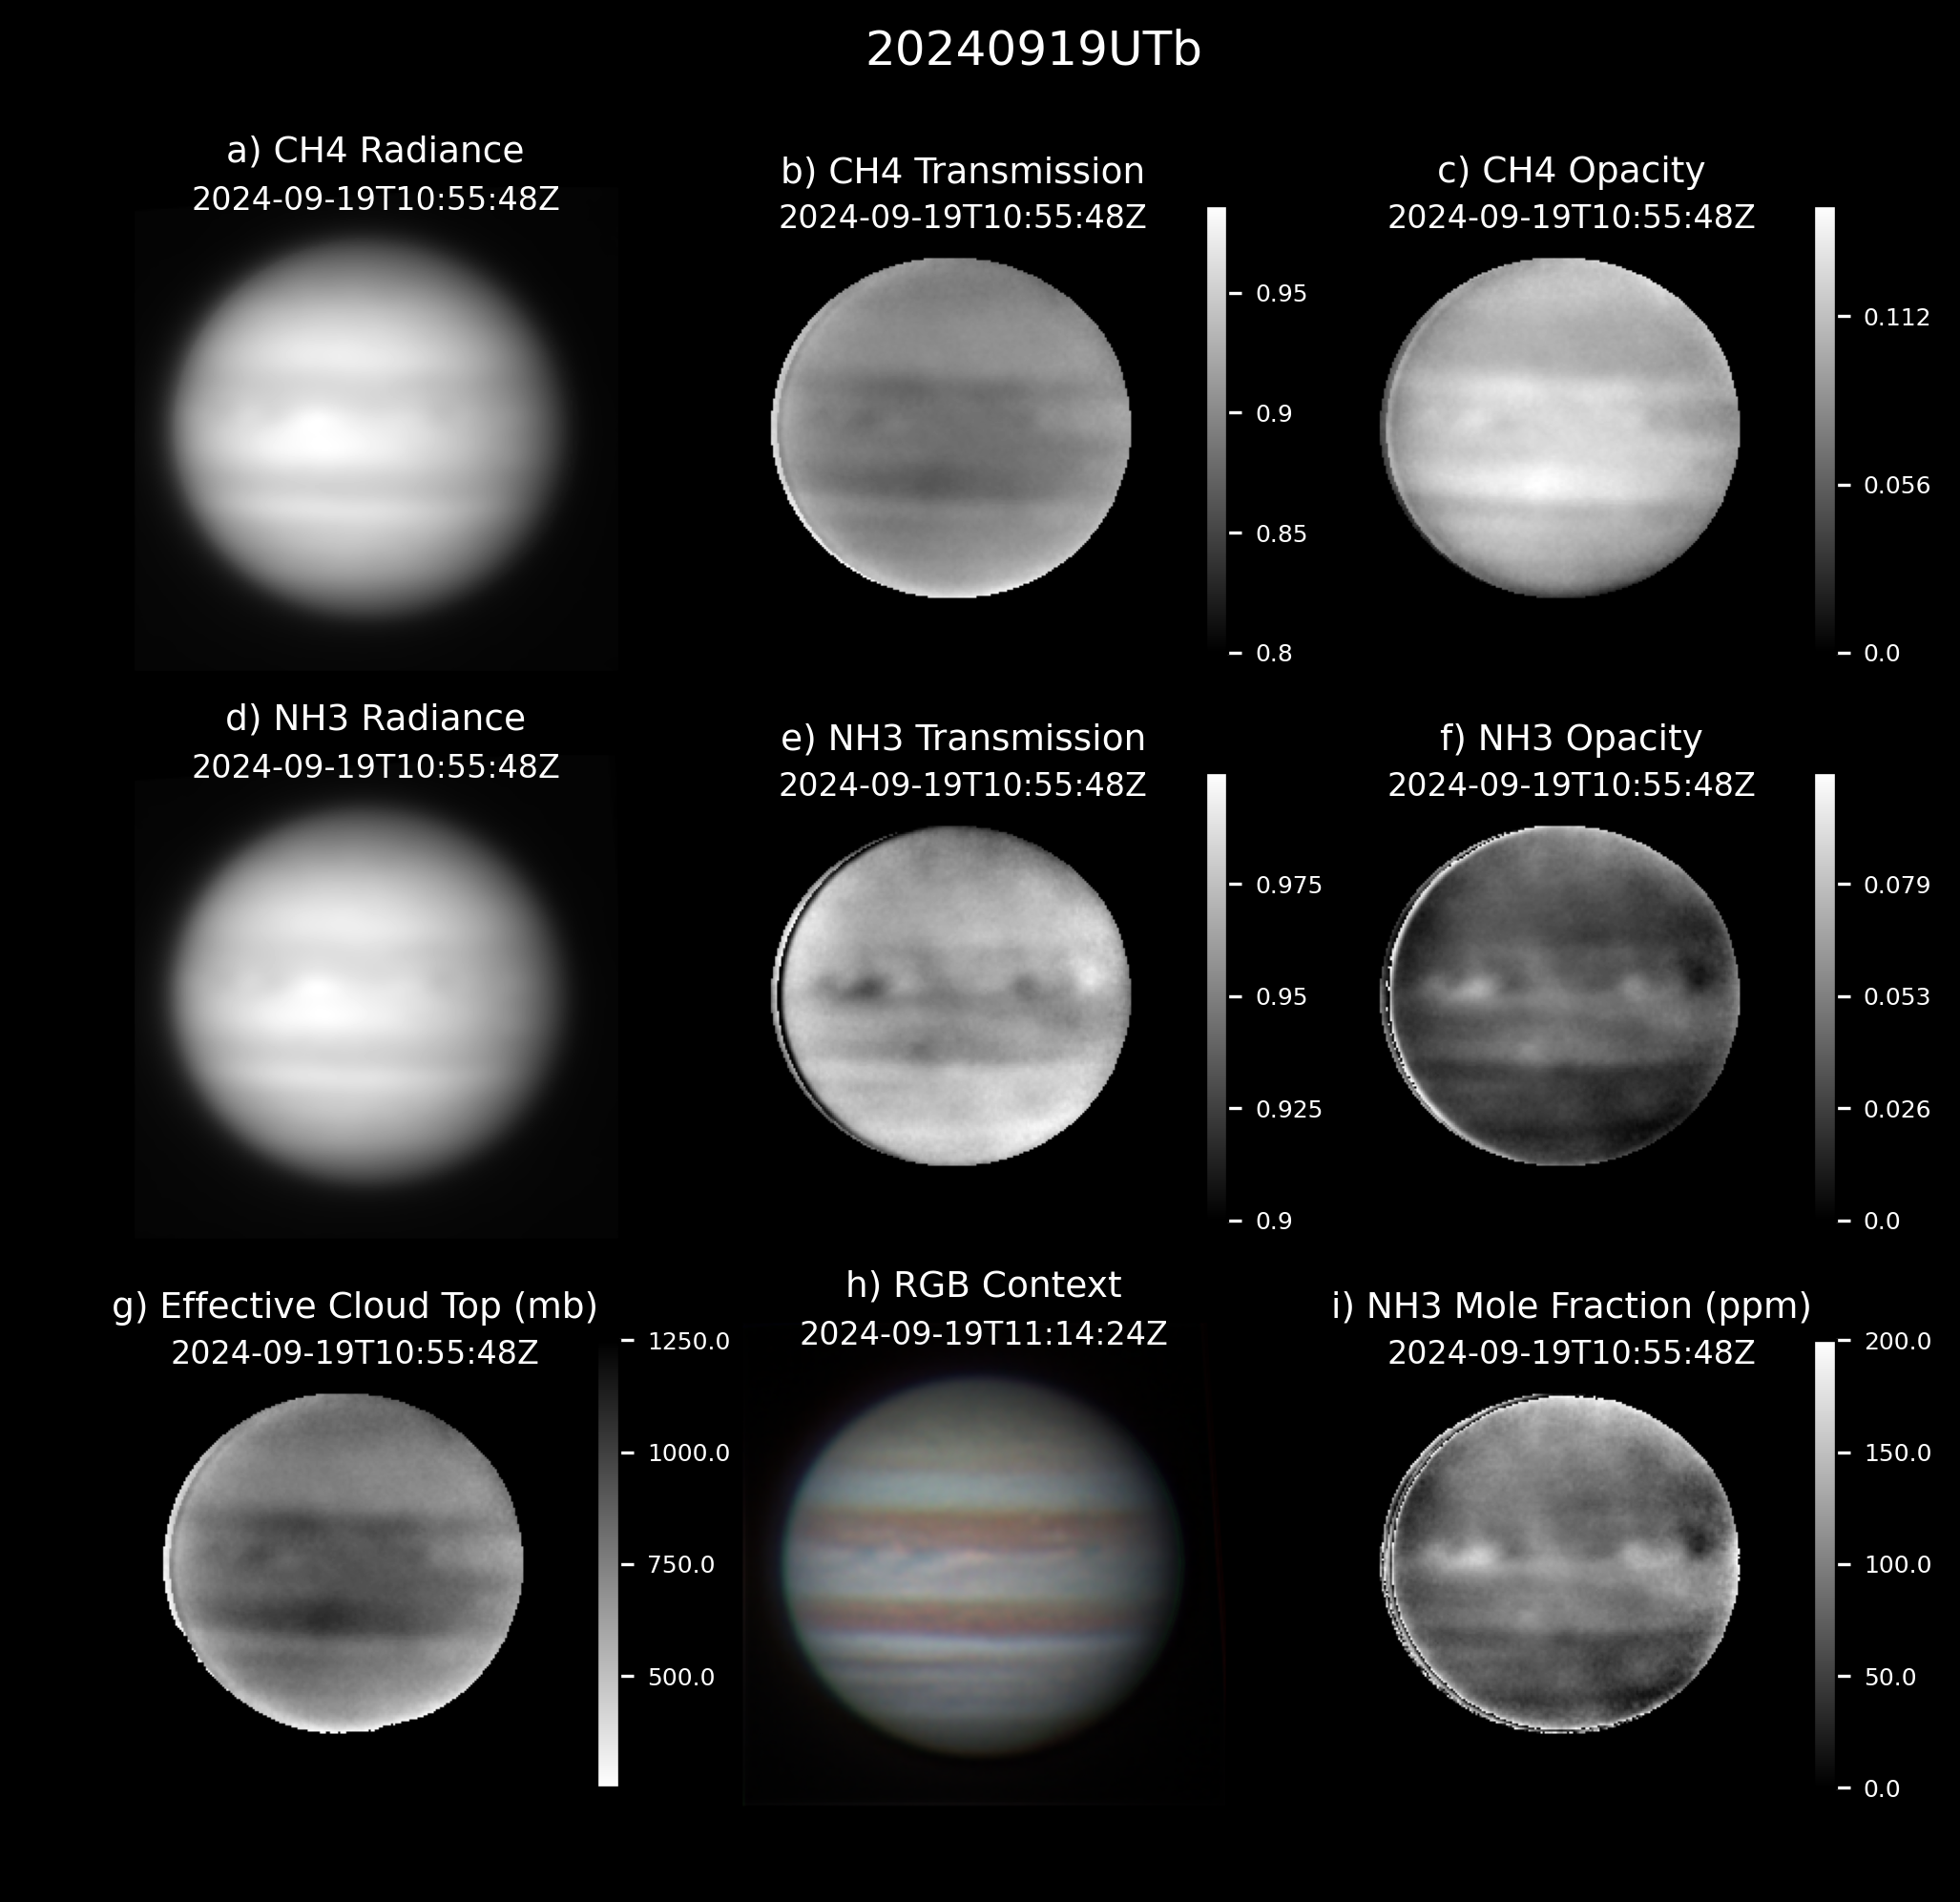 20240919UTb
a) CH4 Radiance
2024-09-19T10:55:48Z
b) CH4 Transmission
2024-09-19T10:55:48Z
0.95
0.9
0.85
0.8
c) CH4 Opacity
2024-09-19T10:55:48Z
0.112
0.056
0.0
d) NH3 Radiance
2024-09-19T10:55:48Z
e) NH3 Transmission
2024-09-19T10:55:48Z
0.975
0.95
0.925
0.9
f) NH3 Opacity
2024-09-19T10:55:48Z
0.079
0.053
0.026
0.0
g) Effective Cloud Top (mb)
2024-09-19T10:55:48Z
1250.0
1000.0
750.0
500.0
h) RGB Context
2024-09-19T11:14:24Z
i) NH3 Mole Fraction (ppm)
2024-09-19T10:55:48Z
200.0
150.0
100.0
50.0
0.0